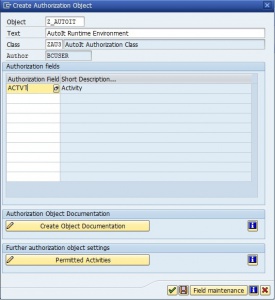 Create Authorization Object
Object Z_AUTOIT
Text AutoIt Runtime Environment
Class ZAU3 AutoIt Authorization Class
Author BCUSER
Authorization fields
Authorization Field Short Description...
ACTVT Activity
Authorization Object Documentation
Create Object Documentation
Further authorization object settings
Permitted Activities
Field maintenance